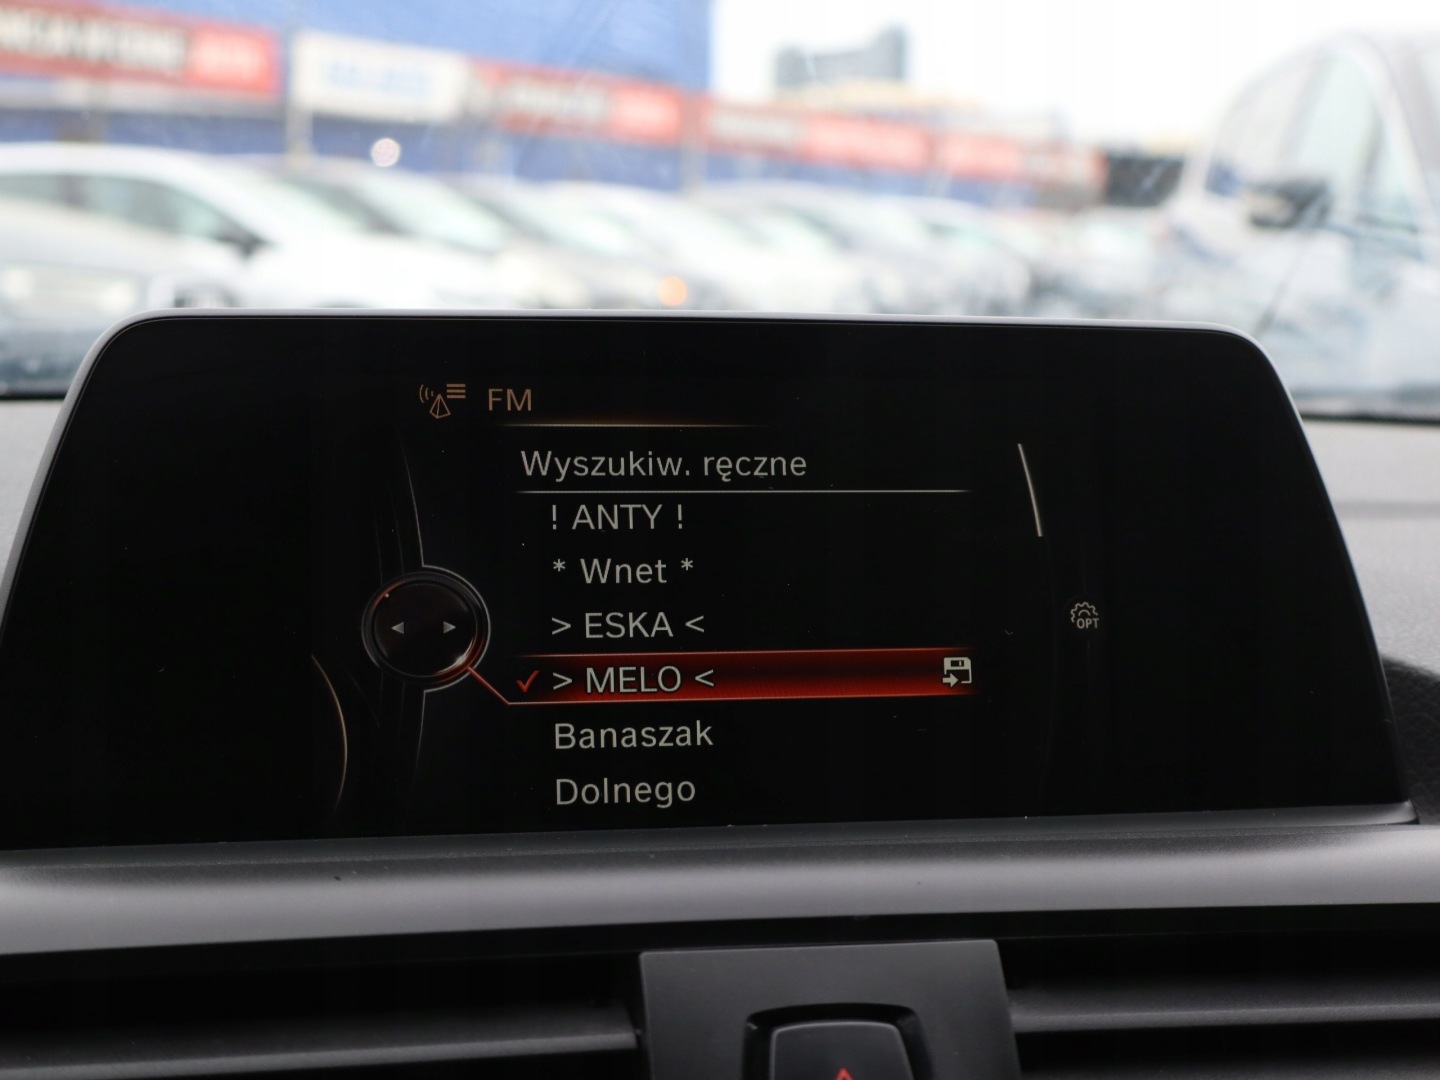 FM
Wyszukiw. ręczne
! ANTY !
* Wnet *
> ESKA <
> MELO <
Banaszak
Dolnego
OPT